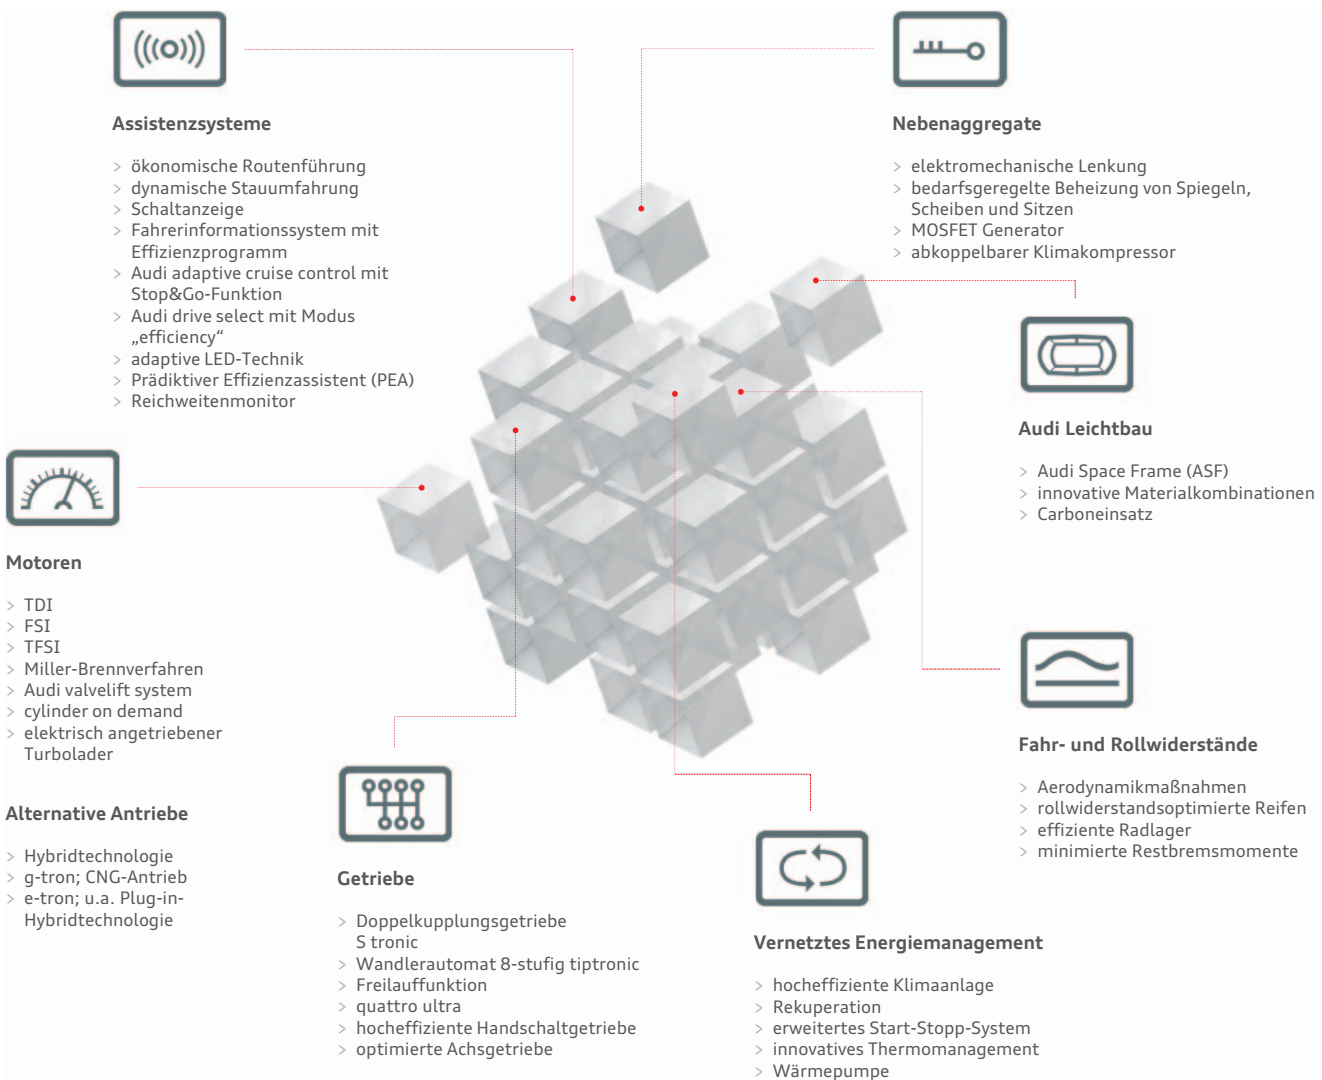 Assistenzsysteme
> ökonomische Routenführung
> dynamische Stauumfahrung
> Schaltanzeige
> Fahrerinformationssystem mit
Effizienzprogramm
> Audi adaptive cruise control mit
Stop&Go-Funktion
> Audi drive select mit Modus
„efficiency“
> adaptive LED-Technik
> Prädiktiver Effizienzassistent (PEA)
> Reichweitenmonitor
Nebenaggregate
> elektromechanische Lenkung
> bedarfsgeregelte Beheizung von Spiegeln,
Scheiben und Sitzen
> MOSFET Generator
> abkoppelbarer Klimakompressor
Audi Leichtbau
> Audi Space Frame (ASF)
> innovative Materialkombinationen
> Carboneinsatz
Motoren
> TDI
> FSI
> TFSI
> Miller-Brennverfahren
> Audi valvelift system
> cylinder on demand
> elektrisch angetriebener
Turbolader
Alternative Antriebe
> Hybridtechnologie
> g-tron; CNG-Antrieb
> e-tron; u.a. Plug-in-
Hybridtechnologie
Getriebe
> Doppelkupplungsgetriebe
S tronic
> Wandlerautomat 8-stufig tiptronic
> Freilauffunktion
> quattro ultra
> hocheffiziente Handschaltgetriebe
> optimierte Achsgetriebe
Vernetztes Energiemanagement
> hocheffiziente Klimaanlage
> Rekuperation
> erweitertes Start-Stopp-System
> innovatives Thermomanagement
> Wärmepumpe
Fahr- und Rollwiderstände
> Aerodynamikmaßnahmen
> rollwiderstandsoptimierte Reifen
> effiziente Radlager
> minimierte Restbremsmomente